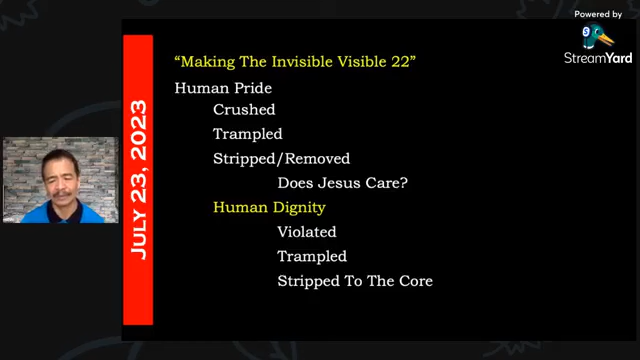 Powered by
StreamYard
July 23, 2023
“Making The Invisible Visible 22”
Human Pride
Crushed
Trampled
Stripped/Removed
Does Jesus Care?
Human Dignity
Violated
Trampled
Stripped To The Core